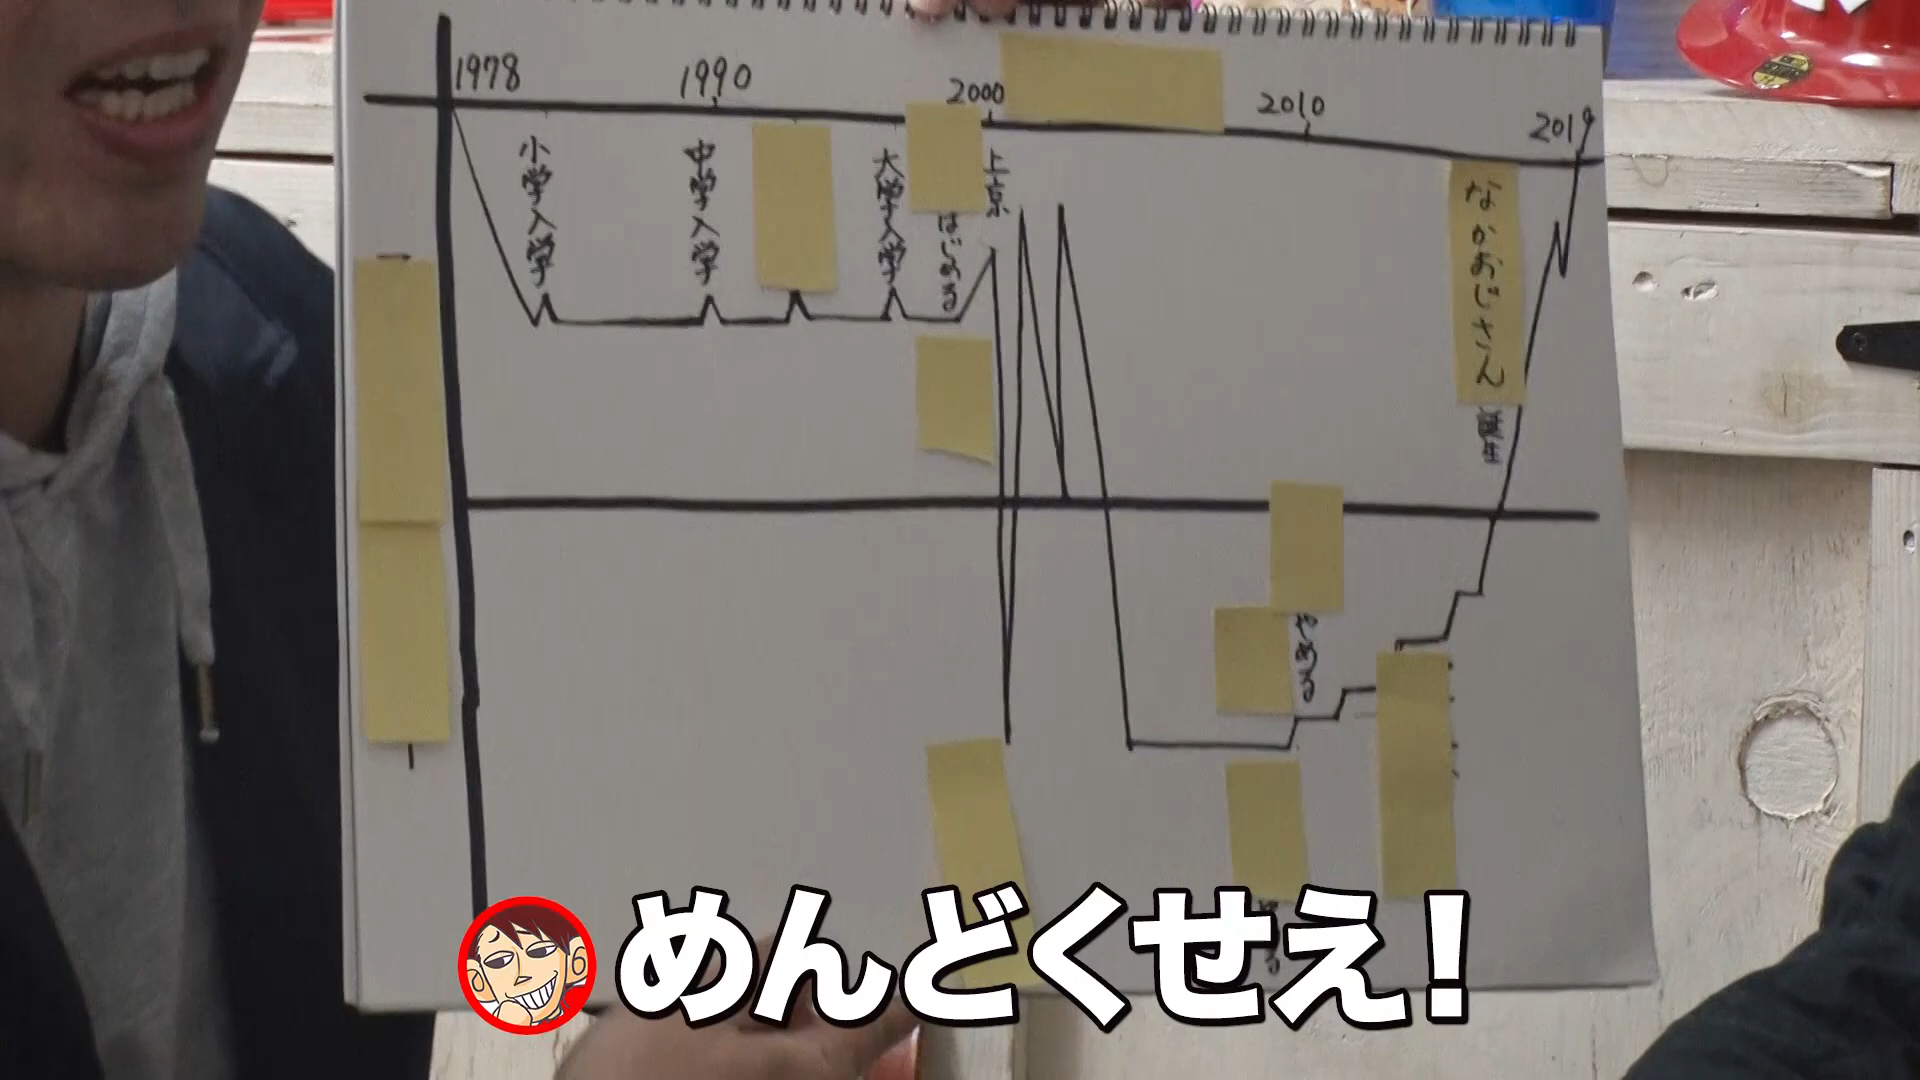 1978
1990
2000
2010
2019
小学入学
中学入学
大学入学
はじめる
上京
なかおじさん
誕生
やめる
めんどくせえ!